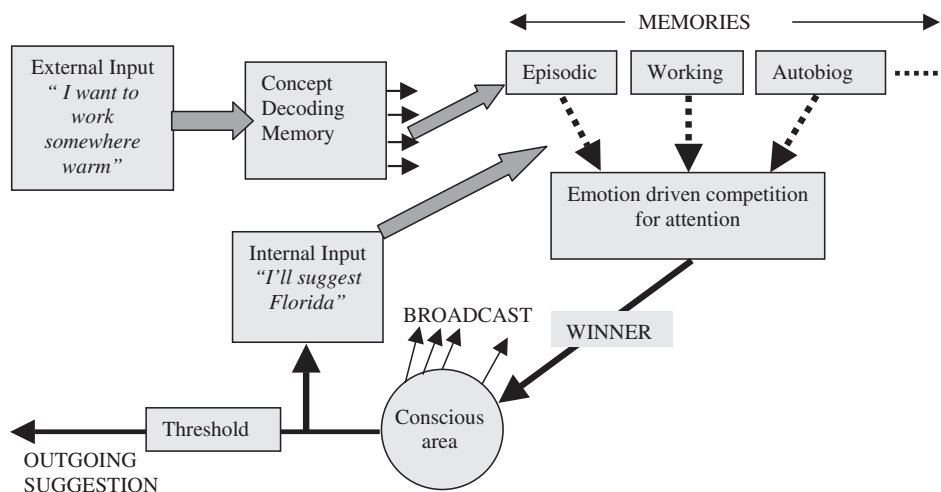 MEMORIES
External Input
“ I want to
work
somewhere
warm”
Concept
Decoding
Memory
Episodic
Working
Autobiog
Emotion driven competition
for attention
Internal Input
“I’ll suggest
Florida”
BROADCAST
WINNER
Conscious
area
Threshold
OUTGOING
SUGGESTION